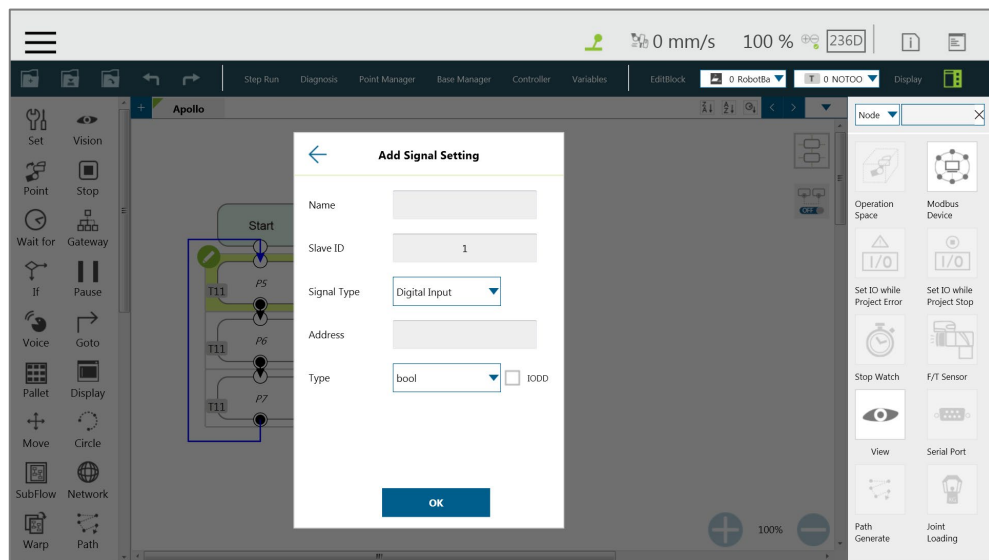 0 mm/s 100 % 236D i
Step Run Diagnosis Point Manager Base Manager Controller Variables EditBlock 0 RobotBa T 0 NOTOO Display
+ Apollo
Set Vision
Point Stop
Wait for Gateway
If Pause
Voice Goto
Pallet Display
Move Circle
SubFlow Network
Warp Path
Start
P5
T11
P6
T11
P7
T11
OFF
Add Signal Setting
Name
Slave ID 1
Signal Type Digital Input
Address
Type bool IODD
OK
100%
Node
Operation Space
Modbus Device
I/O
I/O
Set IO while Project Error
Set IO while Project Stop
Stop Watch
F/T Sensor
View
Serial Port
Path Generate
Joint Loading